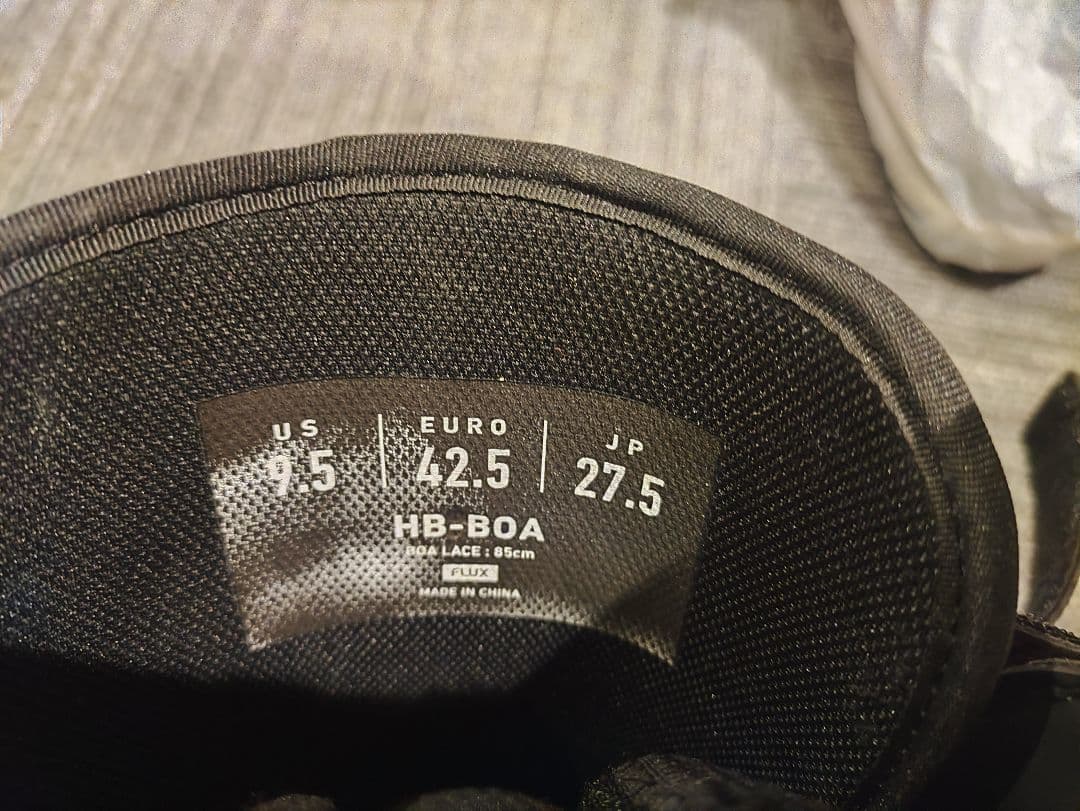 US | EURO | JP
9.5 | 42.5 | 27.5
HB-BOA
BOA LACE : 85cm
FLUX
MADE IN CHINA